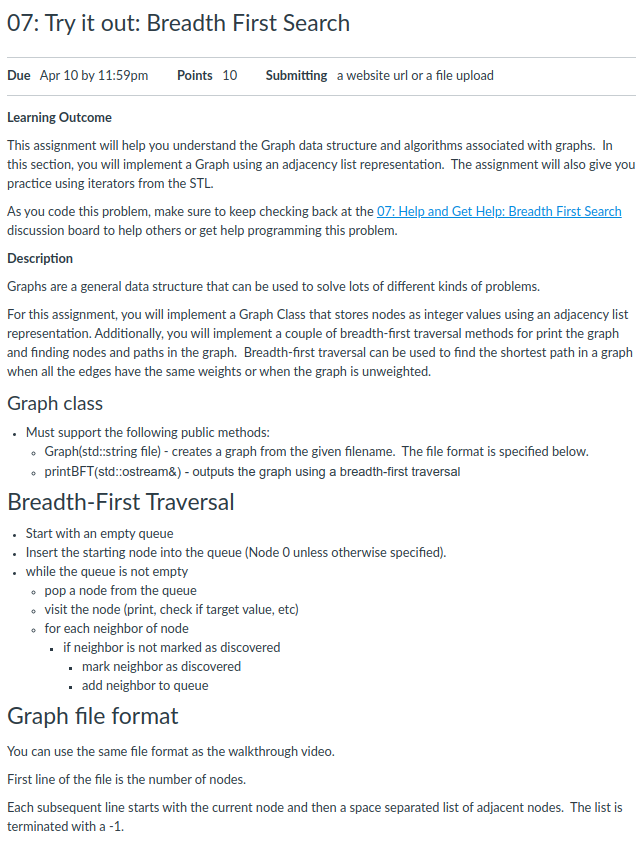 07: Try it out: Breadth First Search
Due Apr 10 by 11:59pm Points 10 Submitting a website url or a file upload
Learning Outcome
This assignment will help you understand the Graph data structure and algorithms associated with graphs. In
this section, you will implement a Graph using an adjacency list representation. The assignment will also give you
practice using iterators from the STL.
As you code this problem, make sure to keep checking back at the 07: Help and Get Help: Breadth First Search
discussion board to help others or get help programming this problem.
Description
Graphs are a general data structure that can be used to solve lots of different kinds of problems.
For this assignment, you will implement a Graph Class that stores nodes as integer values using an adjacency list
representation. Additionally, you will implement a couple of breadth-first traversal methods for print the graph
and finding nodes and paths in the graph. Breadth-first traversal can be used to find the shortest path in a graph
when all the edges have the same weights or when the graph is unweighted.
Graph class
• Must support the following public methods:
◦ Graph(std::string file) - creates a graph from the given filename. The file format is specified below.
◦ printBFT(std::ostream&) - outputs the graph using a breadth-first traversal
Breadth-First Traversal
• Start with an empty queue
• Insert the starting node into the queue (Node 0 unless otherwise specified).
• while the queue is not empty
◦ pop a node from the queue
◦ visit the node (print, check if target value, etc)
◦ for each neighbor of node
▪ if neighbor is not marked as discovered
▪ mark neighbor as discovered
▪ add neighbor to queue
Graph file format
You can use the same file format as the walkthrough video.
First line of the file is the number of nodes.
Each subsequent line starts with the current node and then a space separated list of adjacent nodes. The list is
terminated with a -1.